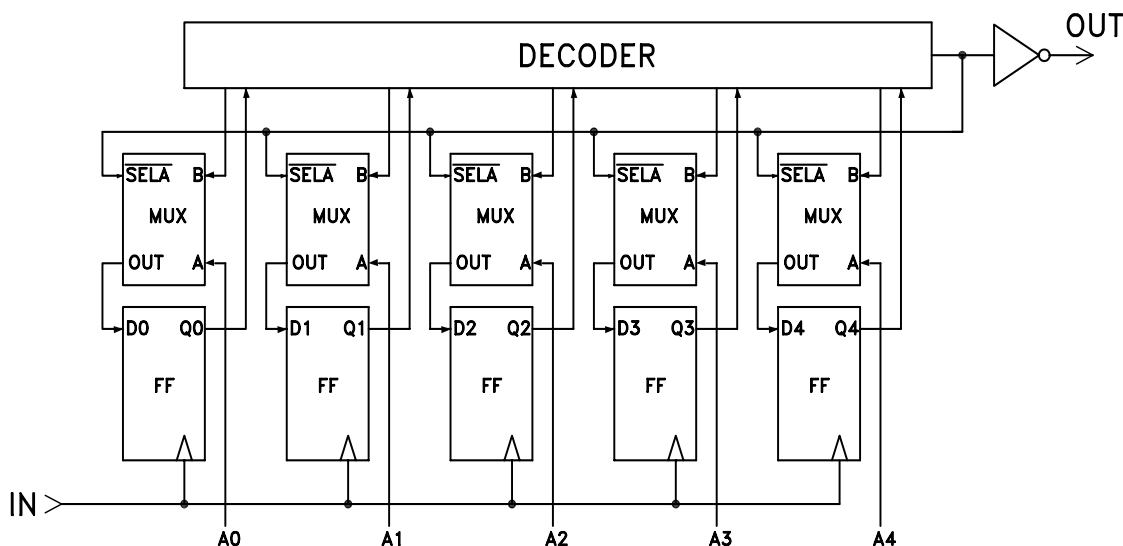 OUT
DECODER
SELA B SELA B SELA B SELA B SELA B
MUX MUX MUX MUX MUX
OUT A OUT A OUT A OUT A OUT A
D0 Q0 D1 Q1 D2 Q2 D3 Q3 D4 Q4
FF FF FF FF FF
IN
A0 A1 A2 A3 A4